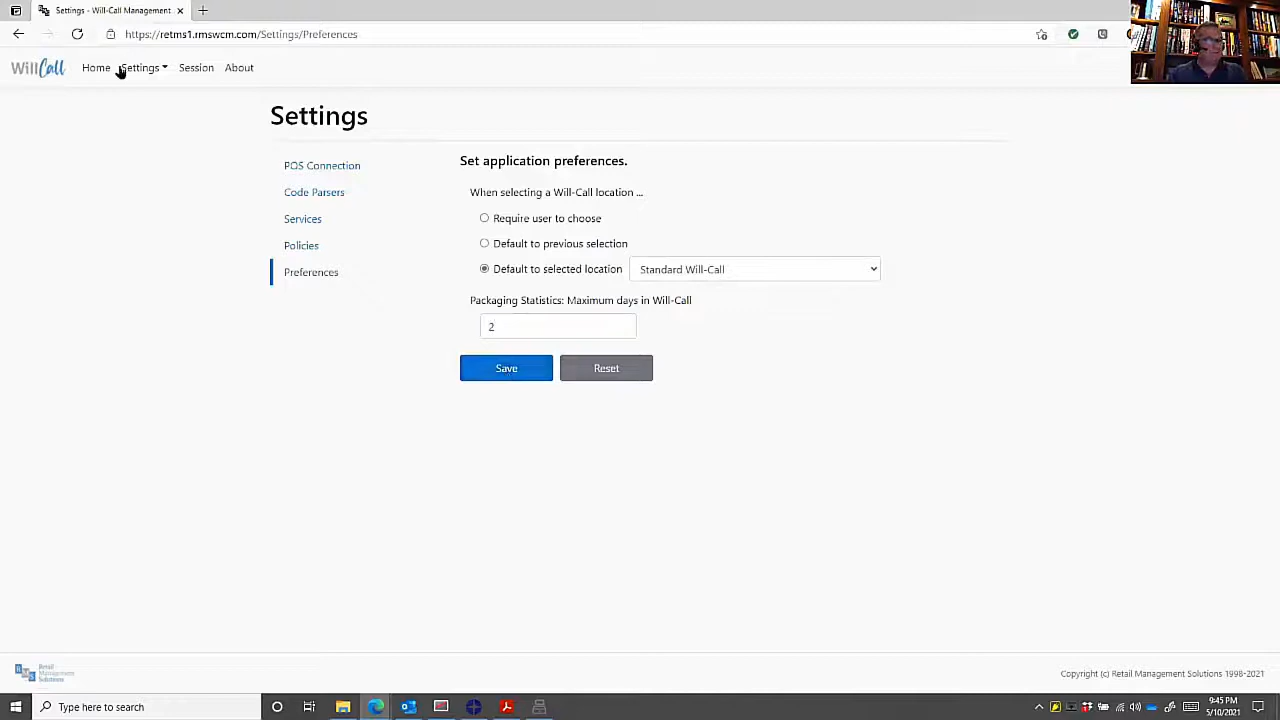 Settings - Will-Call Management
https://retms1.rmswcm.com/Settings/Preferences
WillCall
Home
Settings
Session
About
Settings
POS Connection
Code Parsers
Services
Policies
Preferences
Set application preferences.
When selecting a Will-Call location ...
Require user to choose
Default to previous selection
Default to selected location
Standard Will-Call
Packaging Statistics: Maximum days in Will-Call
2
Save
Reset
Retail
Management
Solutions
Copyright (c) Retail Management Solutions 1998-2021
Type here to search
9:45 PM
5/10/2021